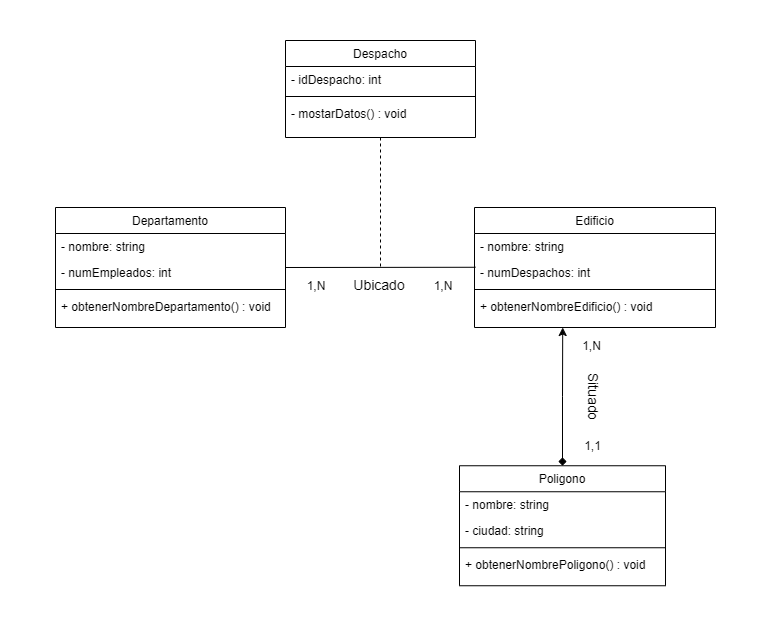 Despacho
- idDespacho: int
- mostarDatos() : void
Departamento
- nombre: string
- numEmpleados: int
+ obtenerNombreDepartamento() : void
1,N
Ubicado
1,N
Edificio
- nombre: string
- numDespachos: int
+ obtenerNombreEdificio() : void
1,N
Situado
1,1
Poligono
- nombre: string
- ciudad: string
+ obtenerNombrePoligono() : void